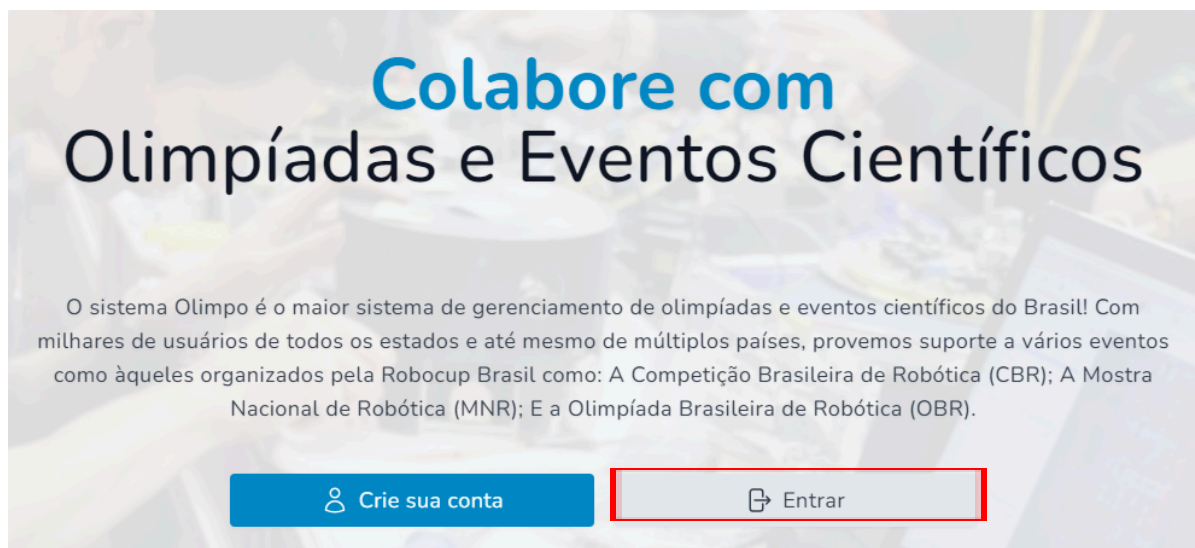 Colabore com
Olimpíadas e Eventos Científicos
O sistema Olimpo é o maior sistema de gerenciamento de olimpíadas e eventos científicos do Brasil! Com
milhares de usuários de todos os estados e até mesmo de múltiplos países, provemos suporte a vários eventos
como àqueles organizados pela Robocup Brasil como: A Competição Brasileira de Robótica (CBR); A Mostra
Nacional de Robótica (MNR); E a Olimpíada Brasileira de Robótica (OBR).
Crie sua conta
Entrar